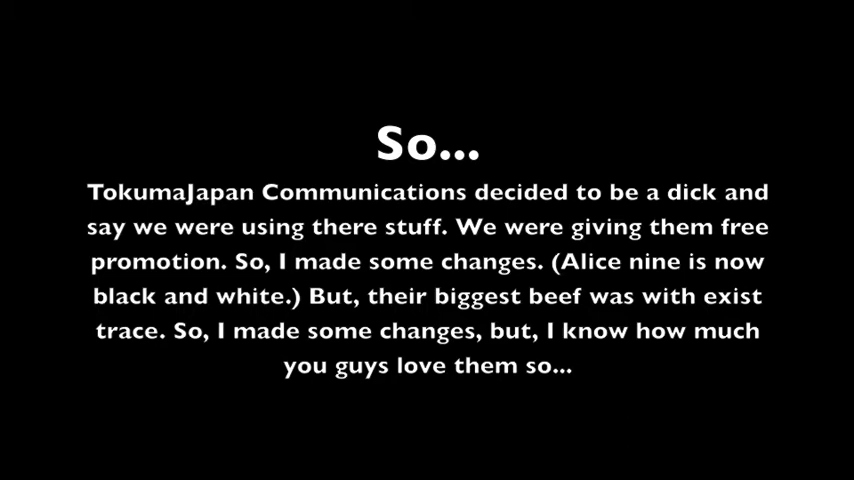 So...
TokumaJapan Communications decided to be a dick and
say we were using there stuff. We were giving them free
promotion. So, I made some changes. (Alice nine is now
black and white.) But, their biggest beef was with exist
trace. So, I made some changes, but, I know how much
you guys love them so...